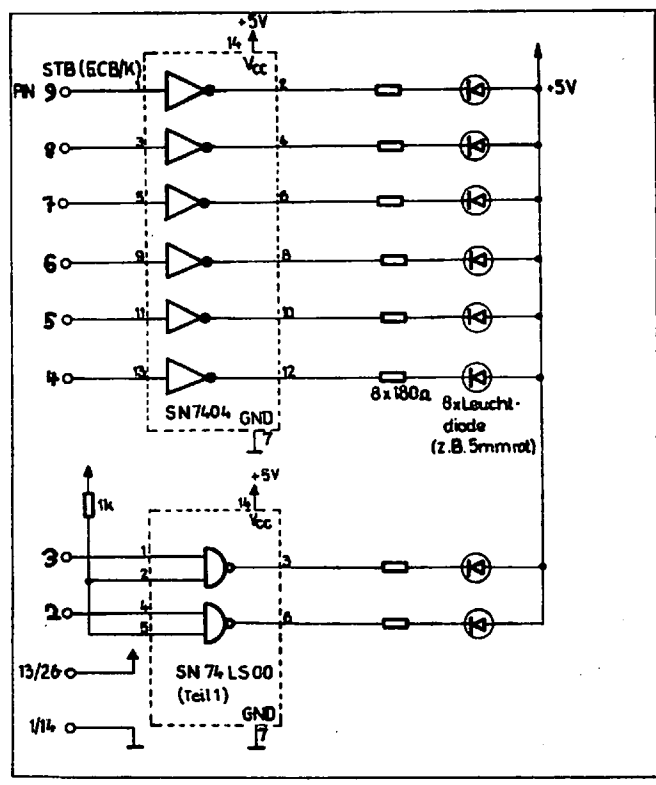 +5V
14
STB (ECB/K)
VCC
PIN 9 1 2
+5V
8 3 4
7 5 6
6 9 8
5 11 10
4 13 12
8x180Ω
8xLeucht-
diode
(z.B. 5mm rot)
SN7404
GND
7
+5V
14
VCC
1k
3 1 3
2
2 4 6
5
13/26
SN 74 LS 00
(Teil 1)
GND
7
1/14